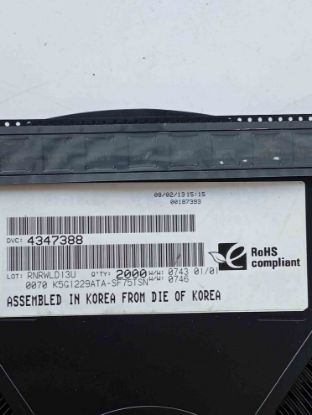 09/02/13 15:15
00187393
DVC: 4347388
RoHS
compliant
LOT: RNRWLD13U Q'TY: 2000 W/W: 0743 01/01
0070 K5G1229ATA-SF75TSN W/W: 0746
ASSEMBLED IN KOREA FROM DIE OF KOREA